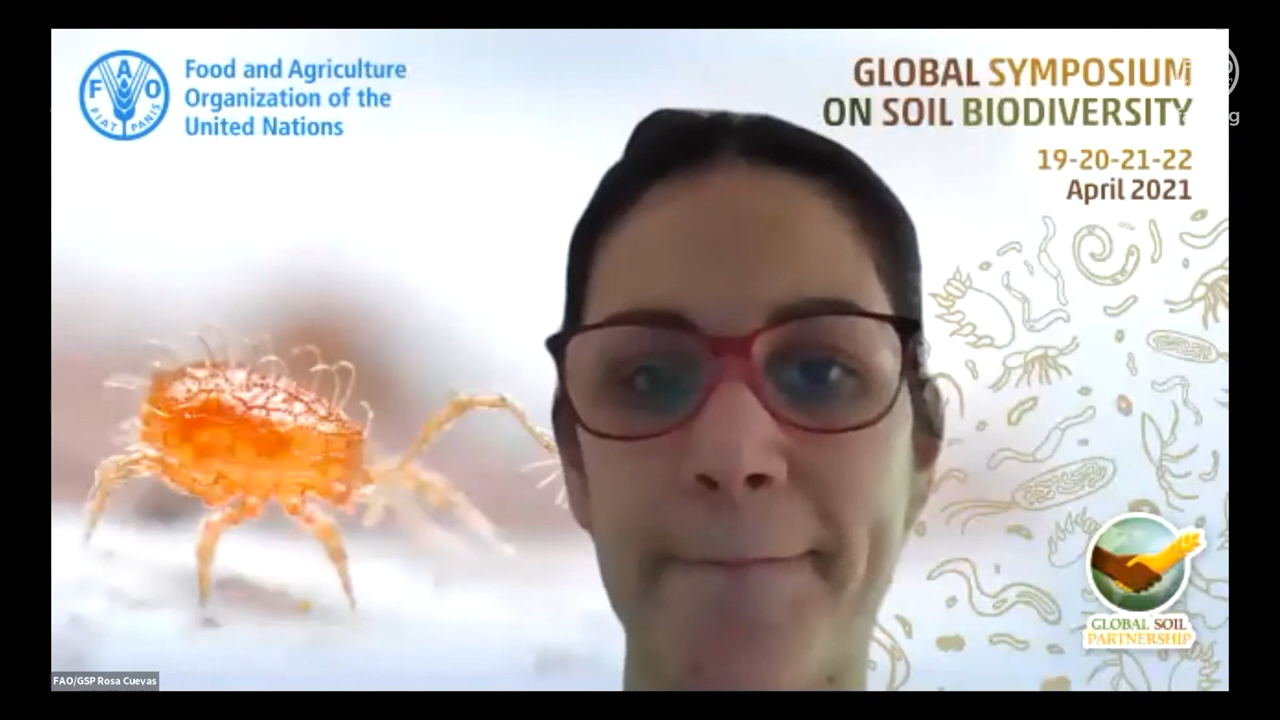 FAO
FIAT PANIS
Food and Agriculture
Organization of the
United Nations
GLOBAL SYMPOSIUM
ON SOIL BIODIVERSITY
19-20-21-22
April 2021
GLOBAL SOIL
PARTNERSHIP
FAO/GSP Rosa Cuevas